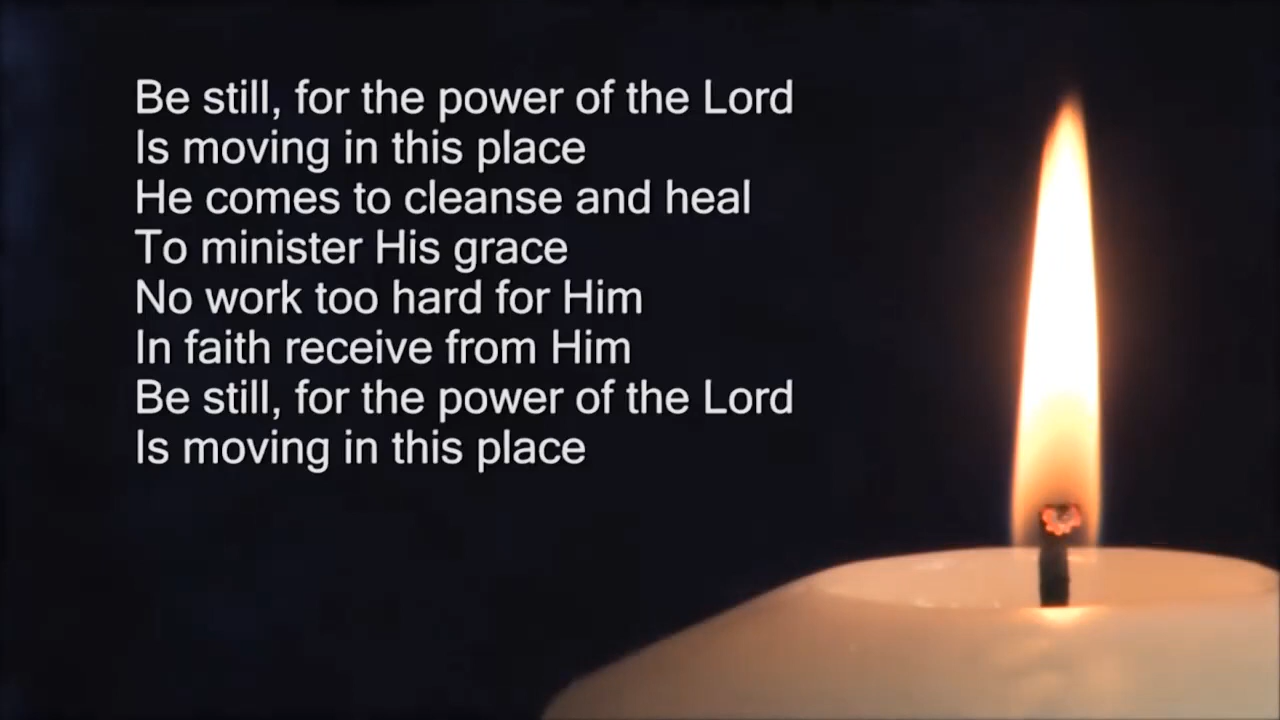 Be still, for the power of the Lord
Is moving in this place
He comes to cleanse and heal
To minister His grace
No work too hard for Him
In faith receive from Him
Be still, for the power of the Lord
Is moving in this place